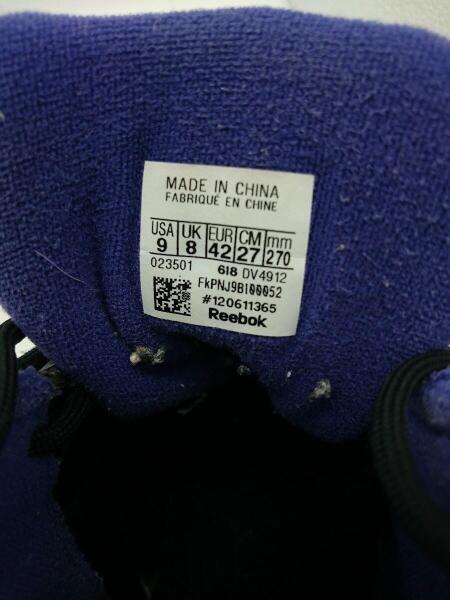 MADE IN CHINA
FABRIQUÉ EN CHINE
USA UK EUR CM mm
9 8 42 27 270
023501 618 DV4912
FkPNJ9BI00052
#120611365
Reebok